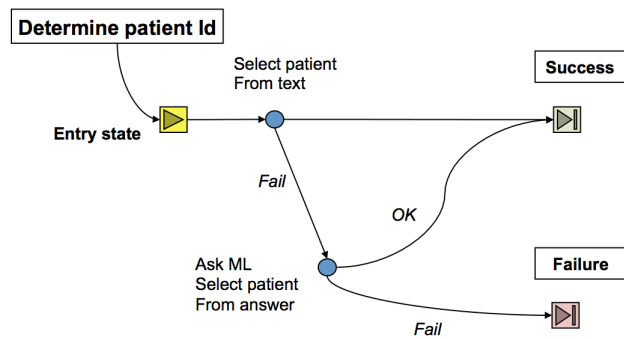 Determine patient Id
Select patient
From text
Success
Entry state
Fail
OK
Ask ML
Select patient
From answer
Failure
Fail